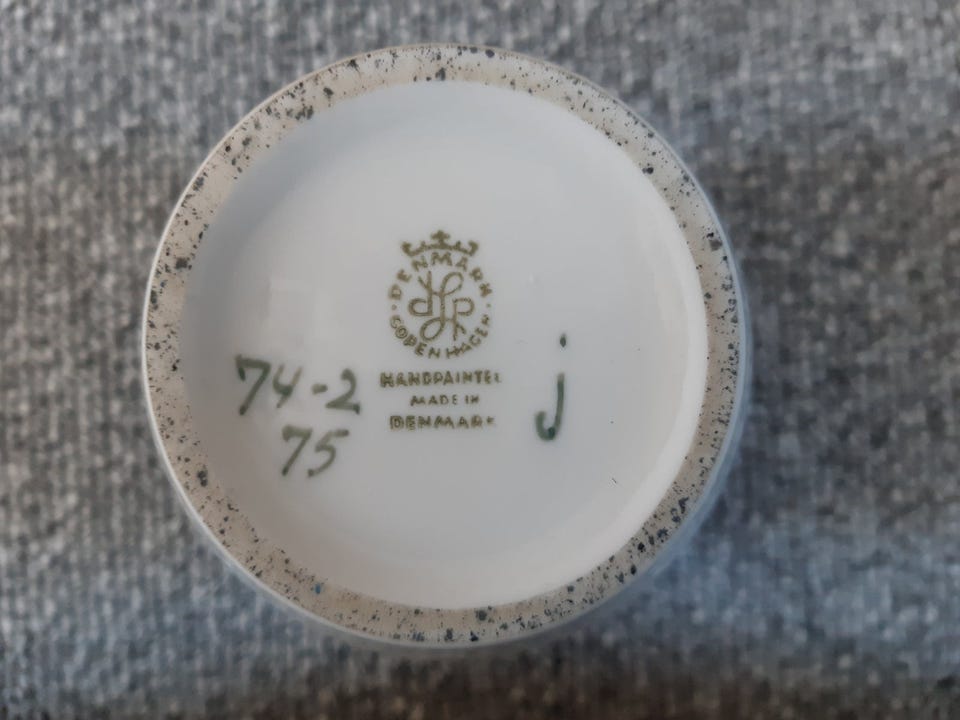 DENMARK
COPENHAGEN
74-2
75
HANDPAINTED
MADE IN
DENMARK
j